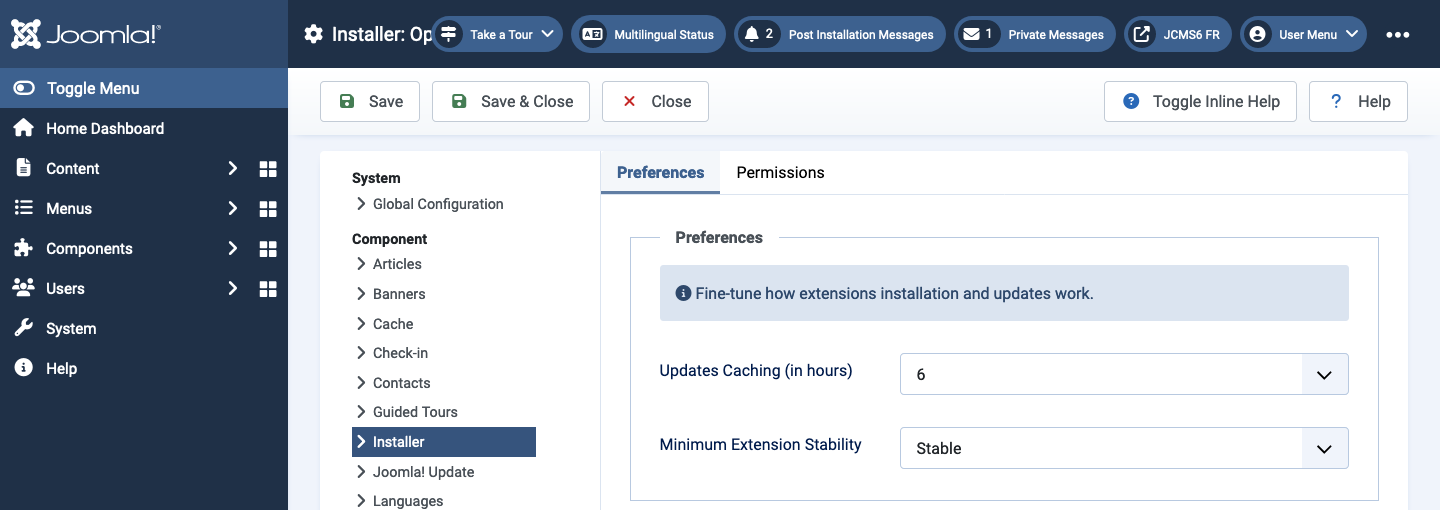 Joomla!®
Installer: Op
Take a Tour
Multilingual Status
2 Post Installation Messages
1 Private Messages
JCMS6 FR
User Menu
Toggle Menu
Home Dashboard
Content
Menus
Components
Users
System
Help
Save
Save & Close
Close
Toggle Inline Help
? Help
System
Global Configuration
Component
Articles
Banners
Cache
Check-in
Contacts
Guided Tours
Installer
Joomla! Update
Languages
Preferences
Permissions
Preferences
Fine-tune how extensions installation and updates work.
Updates Caching (in hours)
6
Minimum Extension Stability
Stable